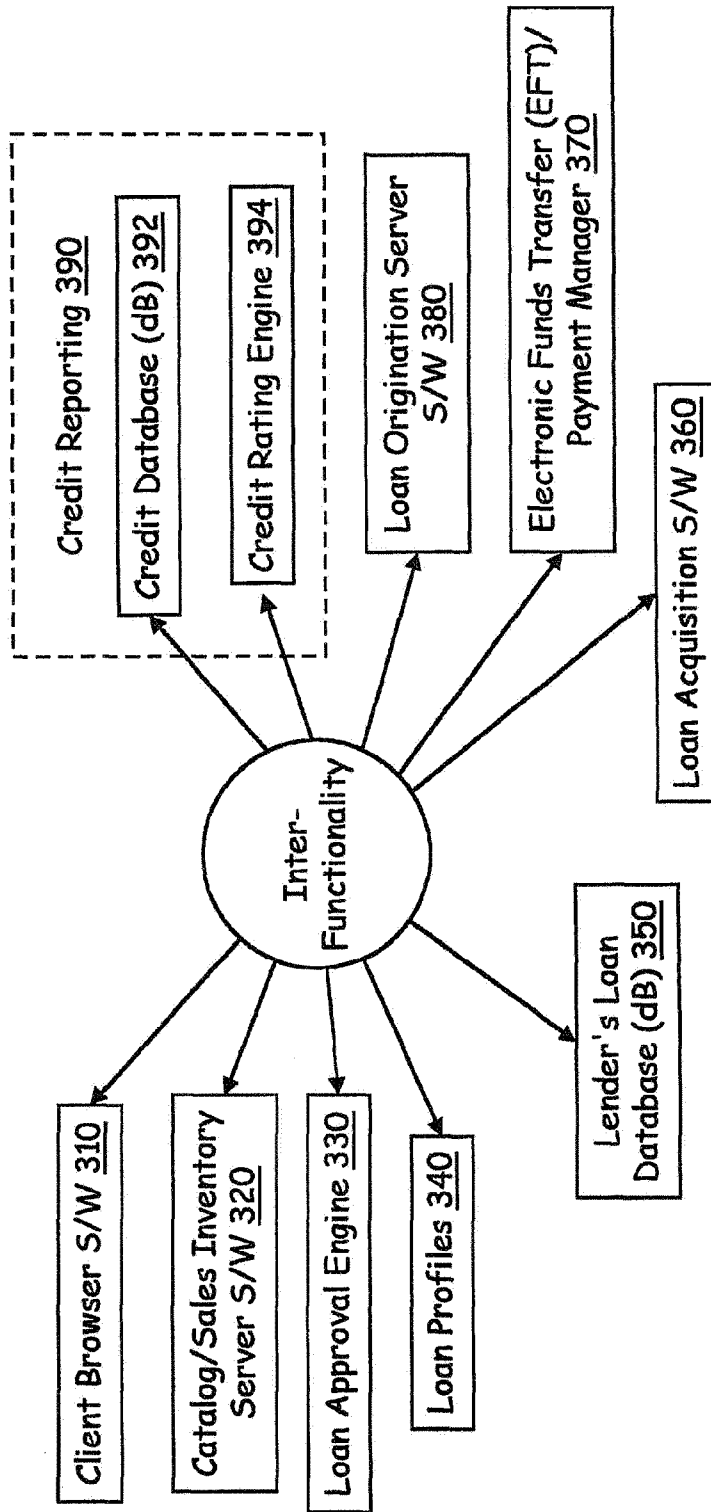 Client Browser S/W 310
Catalog/Sales Inventory
Server S/W 320
Loan Approval Engine 330
Loan Profiles 340
Lender's Loan
Database (dB) 350
Inter-
Functionality
Credit Reporting 390
Credit Database (dB) 392
Credit Rating Engine 394
Loan Origination Server
S/W 380
Electronic Funds Transfer (EFT)/
Payment Manager 370
Loan Acquisition S/W 360